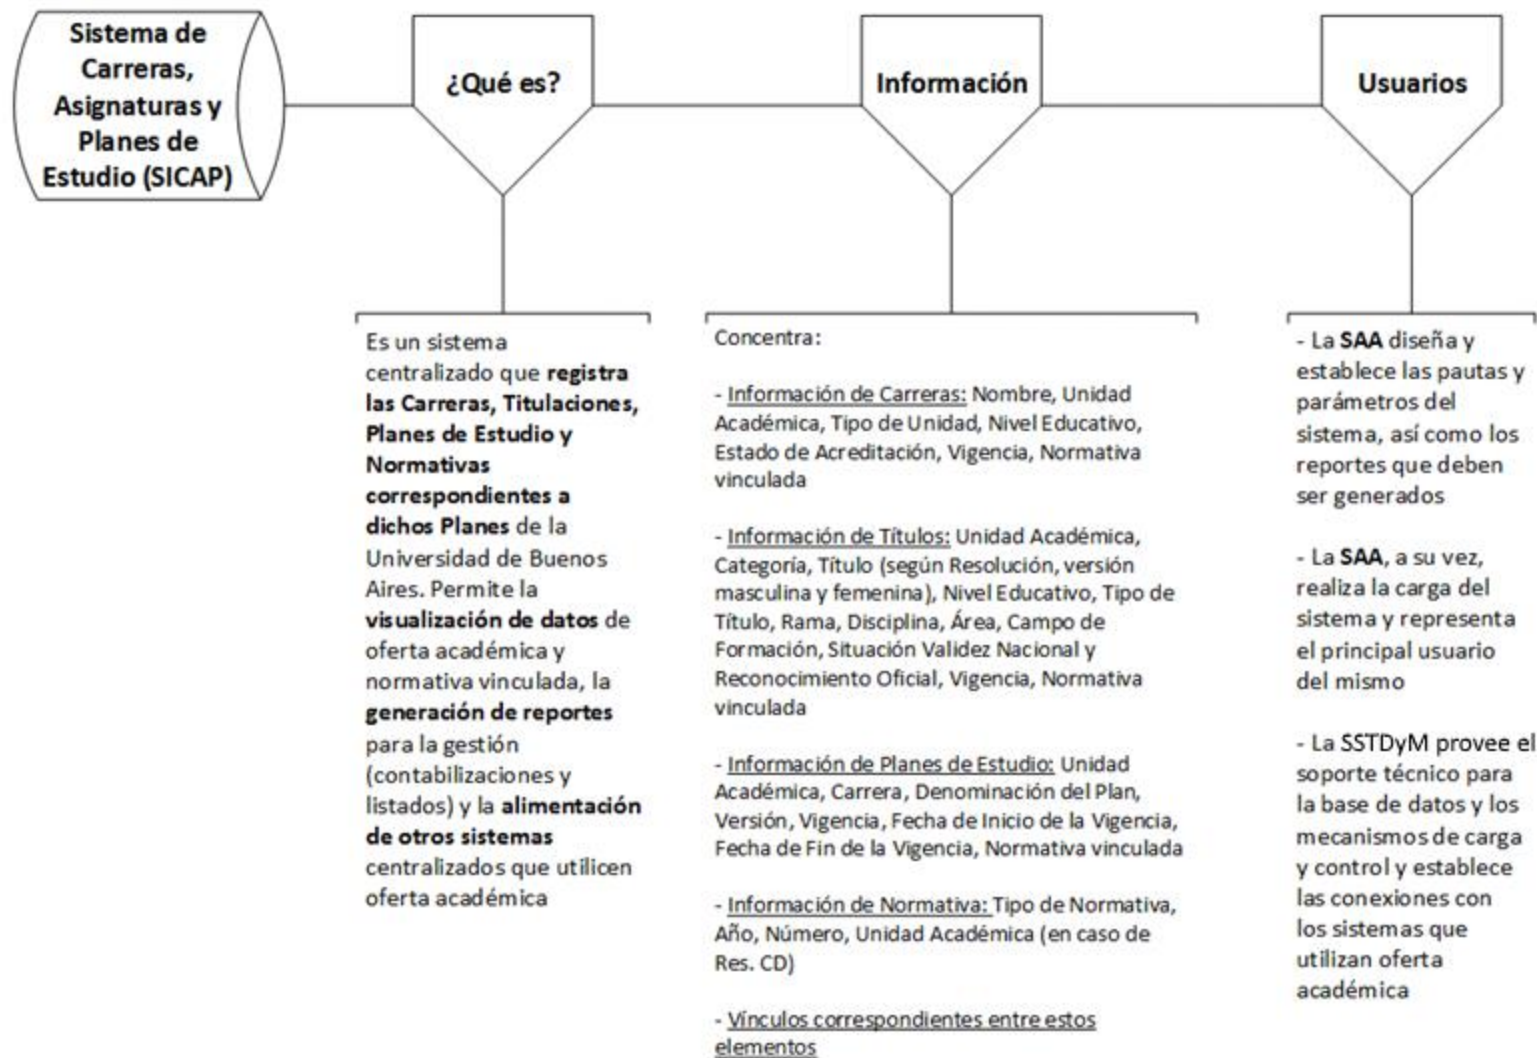 Sistema de
Carreras,
Asignaturas y
Planes de
Estudio (SICAP)
¿Qué es?
Información
Usuarios
Es un sistema
centralizado que registra
las Carreras, Titulaciones,
Planes de Estudio y
Normativas
correspondientes a
dichos Planes de la
Universidad de Buenos
Aires. Permite la
visualización de datos de
oferta académica y
normativa vinculada, la
generación de reportes
para la gestión
(contabilizaciones y
listados) y la alimentación
de otros sistemas
centralizados que utilicen
oferta académica
Concentra:
- Información de Carreras: Nombre, Unidad
Académica, Tipo de Unidad, Nivel Educativo,
Estado de Acreditación, Vigencia, Normativa
vinculada
- Información de Títulos: Unidad Académica,
Categoría, Título (según Resolución, versión
masculina y femenina), Nivel Educativo, Tipo de
Título, Rama, Disciplina, Área, Campo de
Formación, Situación Validez Nacional y
Reconocimiento Oficial, Vigencia, Normativa
vinculada
- Información de Planes de Estudio: Unidad
Académica, Carrera, Denominación del Plan,
Versión, Vigencia, Fecha de Inicio de la Vigencia,
Fecha de Fin de la Vigencia, Normativa vinculada
- Información de Normativa: Tipo de Normativa,
Año, Número, Unidad Académica (en caso de
Res. CD)
- Vínculos correspondientes entre estos
elementos
- La SAA diseña y
establece las pautas y
parámetros del
sistema, así como los
reportes que deben
ser generados
- La SAA, a su vez,
realiza la carga del
sistema y representa
el principal usuario
del mismo
- La SSTDyM provee el
soporte técnico para
la base de datos y los
mecanismos de carga
y control y establece
las conexiones con
los sistemas que
utilizan oferta
académica